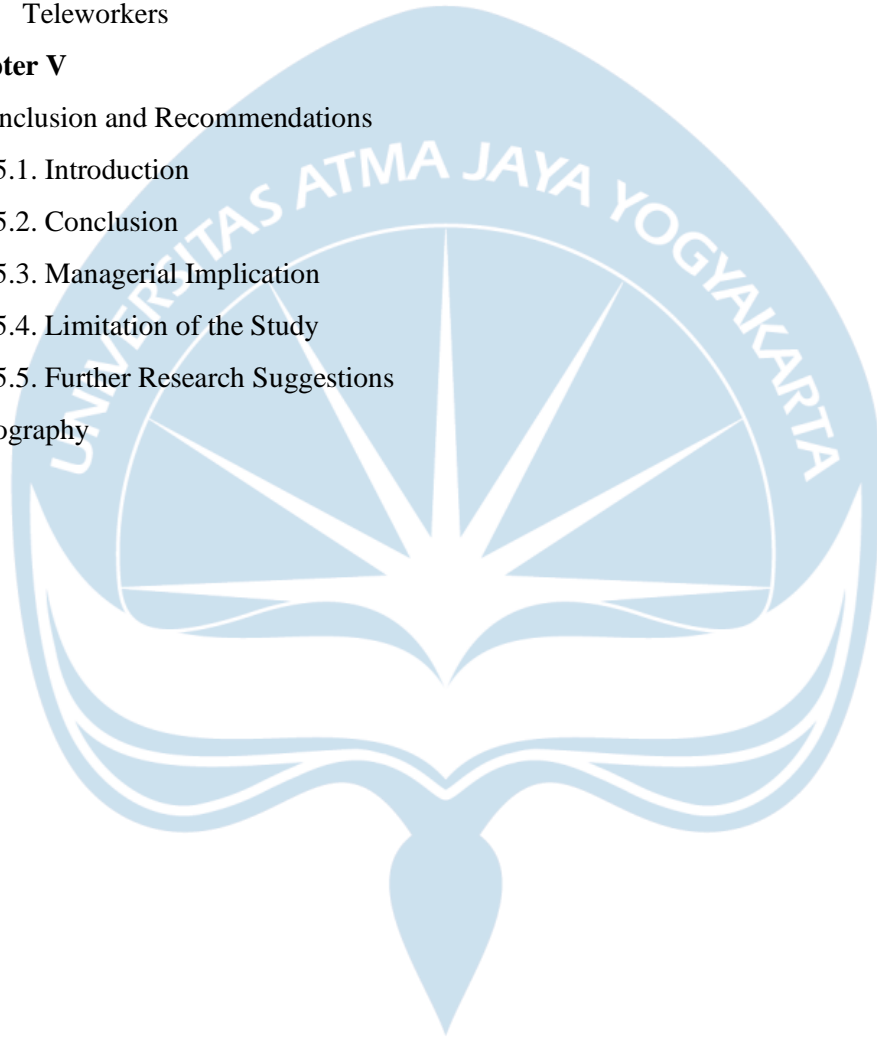 Teleworkers
pter V
nclusion and Recommendations
5.1. Introduction
5.2. Conclusion
5.3. Managerial Implication
5.4. Limitation of the Study
5.5. Further Research Suggestions
ography
UNIVERSITAS ATMA JAYA YOGYAKARTA